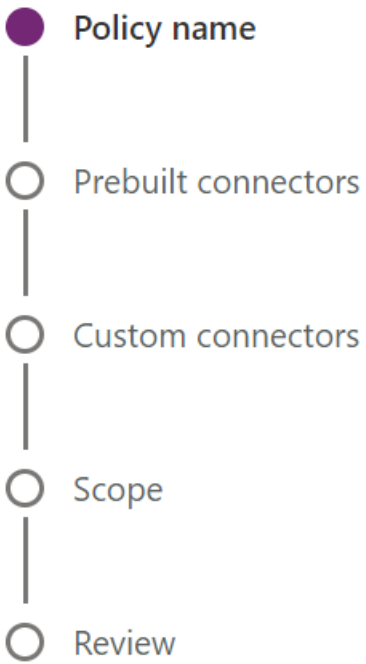 Policy name
Prebuilt connectors
Custom connectors
Scope
Review